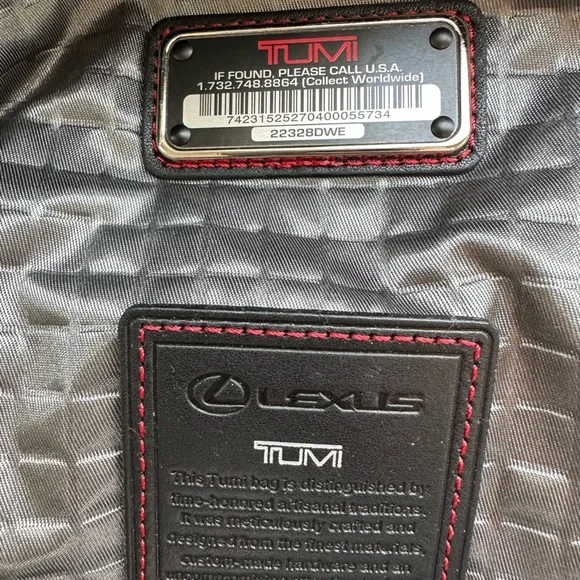 TUMI
IF FOUND, PLEASE CALL U.S.A.
1.732.748.8864 (Collect Worldwide)
74231525270400055734
22328DWE
LEXUS
TUMI
This Tumi bag is distinguished by
time-honored artisanal traditions.
It was meticulously crafted and
designed from the finest materials,
custom-made hardware and an